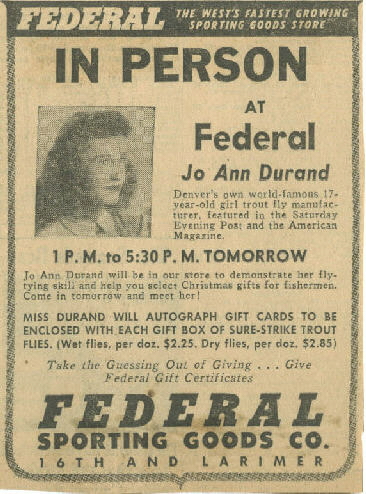 FEDERAL THE WEST'S FASTEST GROWING
SPORTING GOODS STORE
IN PERSON
AT
Federal
Jo Ann Durand
Denver's own world-famous 17-
year-old girl trout fly manufac-
turer, featured in the Saturday
Evening Post and the American
Magazine.
1 P. M. to 5:30 P. M. TOMORROW
Jo Ann Durand will be in our store to demonstrate her fly-
tying skill and help you select Christmas gifts for fishermen.
Come in tomorrow and meet her!
MISS DURAND WILL AUTOGRAPH GIFT CARDS TO BE
ENCLOSED WITH EACH GIFT BOX OF SURE-STRIKE TROUT
FLIES. (Wet flies, per doz. $2.25. Dry flies, per doz. $2.85)
Take the Guessing Out of Giving . . . Give
Federal Gift Certificates
FEDERAL
SPORTING GOODS CO.
16TH AND LARIMER